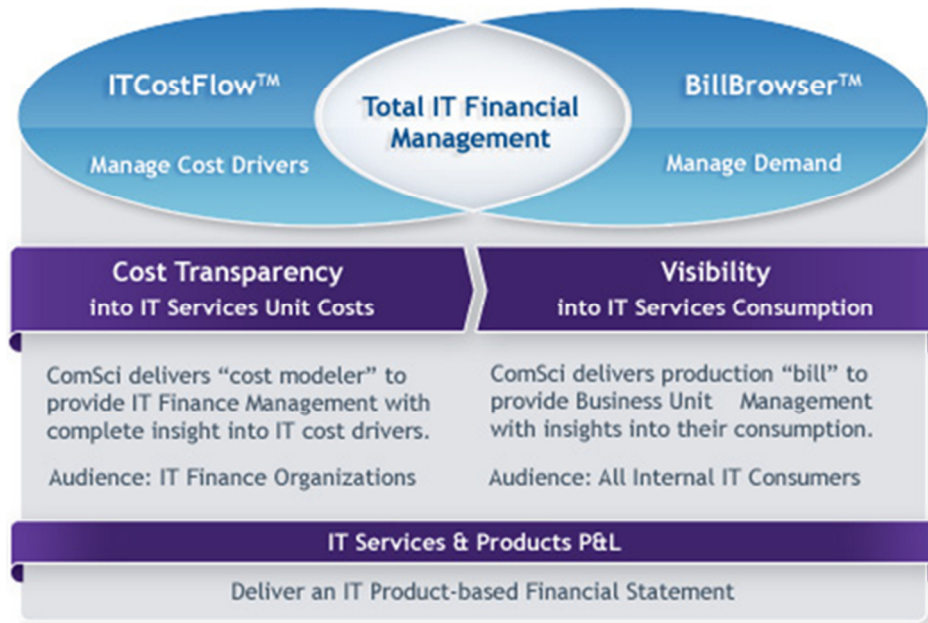 ITCostFlow™
Manage Cost Drivers
Total IT Financial
Management
BillBrowser™
Manage Demand
Cost Transparency
into IT Services Unit Costs
Visibility
into IT Services Consumption
ComSci delivers “cost modeler” to
provide IT Finance Management with
complete insight into IT cost drivers.
Audience: IT Finance Organizations
ComSci delivers production “bill” to
provide Business Unit Management
with insights into their consumption.
Audience: All Internal IT Consumers
IT Services & Products P&L
Deliver an IT Product-based Financial Statement